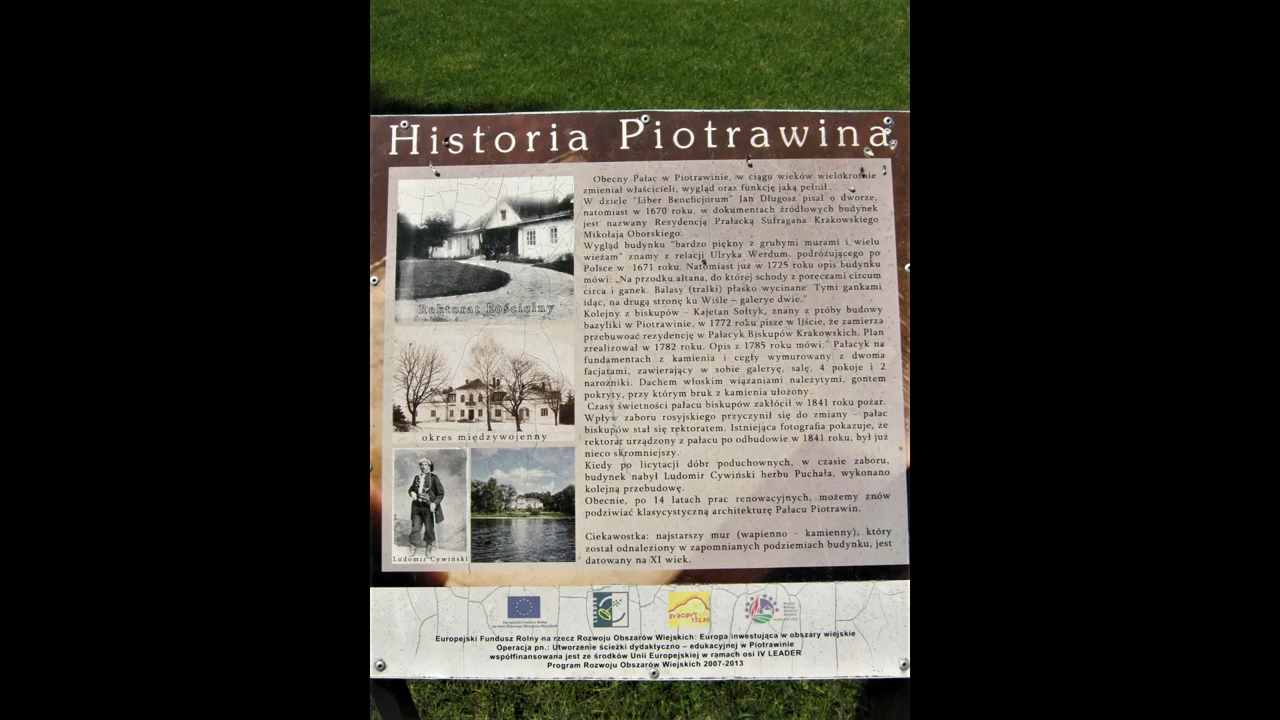 Historia Piotrawina
Obecny Pałac w Piotrawinie, w ciągu wieków wielokrotnie
zmieniał właścicieli, wygląd oraz funkcję jaką pełnił.
W dziele "Liber Beneficjorum" Jan Długosz pisał o dworze,
natomiast w 1670 roku, w dokumentach źródłowych budynek
jest nazwany Rezydencją Prałacką Sufragana Krakowskiego
Mikołaja Oborskiego.
Wygląd budynku "bardzo piękny z grubymi murami i wielu
wieżam" znamy z relacji Ulryka Werdum, podróżującego po
Polsce w 1671 roku. Natomiast już w 1725 roku opis budynku
mówi: „Na przodku altana, do której schody z poręczami circum
circa i ganek. Balasy (tralki) płasko wycinane. Tymi gankami
idąc, na drugą stronę ku Wiśle – galerye dwie."
Kolejny z biskupów - Kajetan Sołtyk, znany z próby budowy
bazyliki w Piotrawinie, w 1772 roku pisze w liście, że zamierza
przebuwoać rezydencję w Pałacyk Biskupów Krakowskich. Plan
zrealizował w 1782 roku. Opis z 1785 roku mówi:" Pałacyk na
fundamentach z kamienia i cegły wymurowany z dwoma
facjatami, zawierający w sobie galeryę, salę, 4 pokoje i 2
narożniki. Dachem włoskim wiązaniami należytymi, gontem
pokryty, przy którym bruk z kamienia ułożony.
Czasy świetności pałacu biskupów zakłócił w 1841 roku pożar.
Wpływ zaboru rosyjskiego przyczynił się do zmiany - pałac
biskupów stał się rektoratem. Istniejąca fotografia pokazuje, że
rektorat urządzony z pałacu po odbudowie w 1841 roku, był już
nieco skromniejszy.
Kiedy po licytacji dóbr poduchownych, w czasie zaboru,
budynek nabył Ludomir Cywiński herbu Puchała, wykonano
kolejną przebudowę.
Obecnie, po 14 latach prac renowacyjnych, możemy znów
podziwiać klasycystyczną architekturę Pałacu Piotrawin.
Ciekawostka: najstarszy mur (wapienno - kamienny), który
został odnaleziony w zapomnianych podziemiach budynku, jest
datowany na XI wiek.
Rektorat kościelny
okres międzywojenny
Ludomir Cywiński
LEADER
Europejski Fundusz Rolny na rzecz Rozwoju Obszarów Wiejskich: Europa inwestująca w obszary wiejskie
Operacja pn.: Utworzenie ścieżki dydaktyczno – edukacyjnej w Piotrawinie
współfinansowana jest ze środków Unii Europejskiej w ramach osi IV LEADER
Program Rozwoju Obszarów Wiejskich 2007-2013